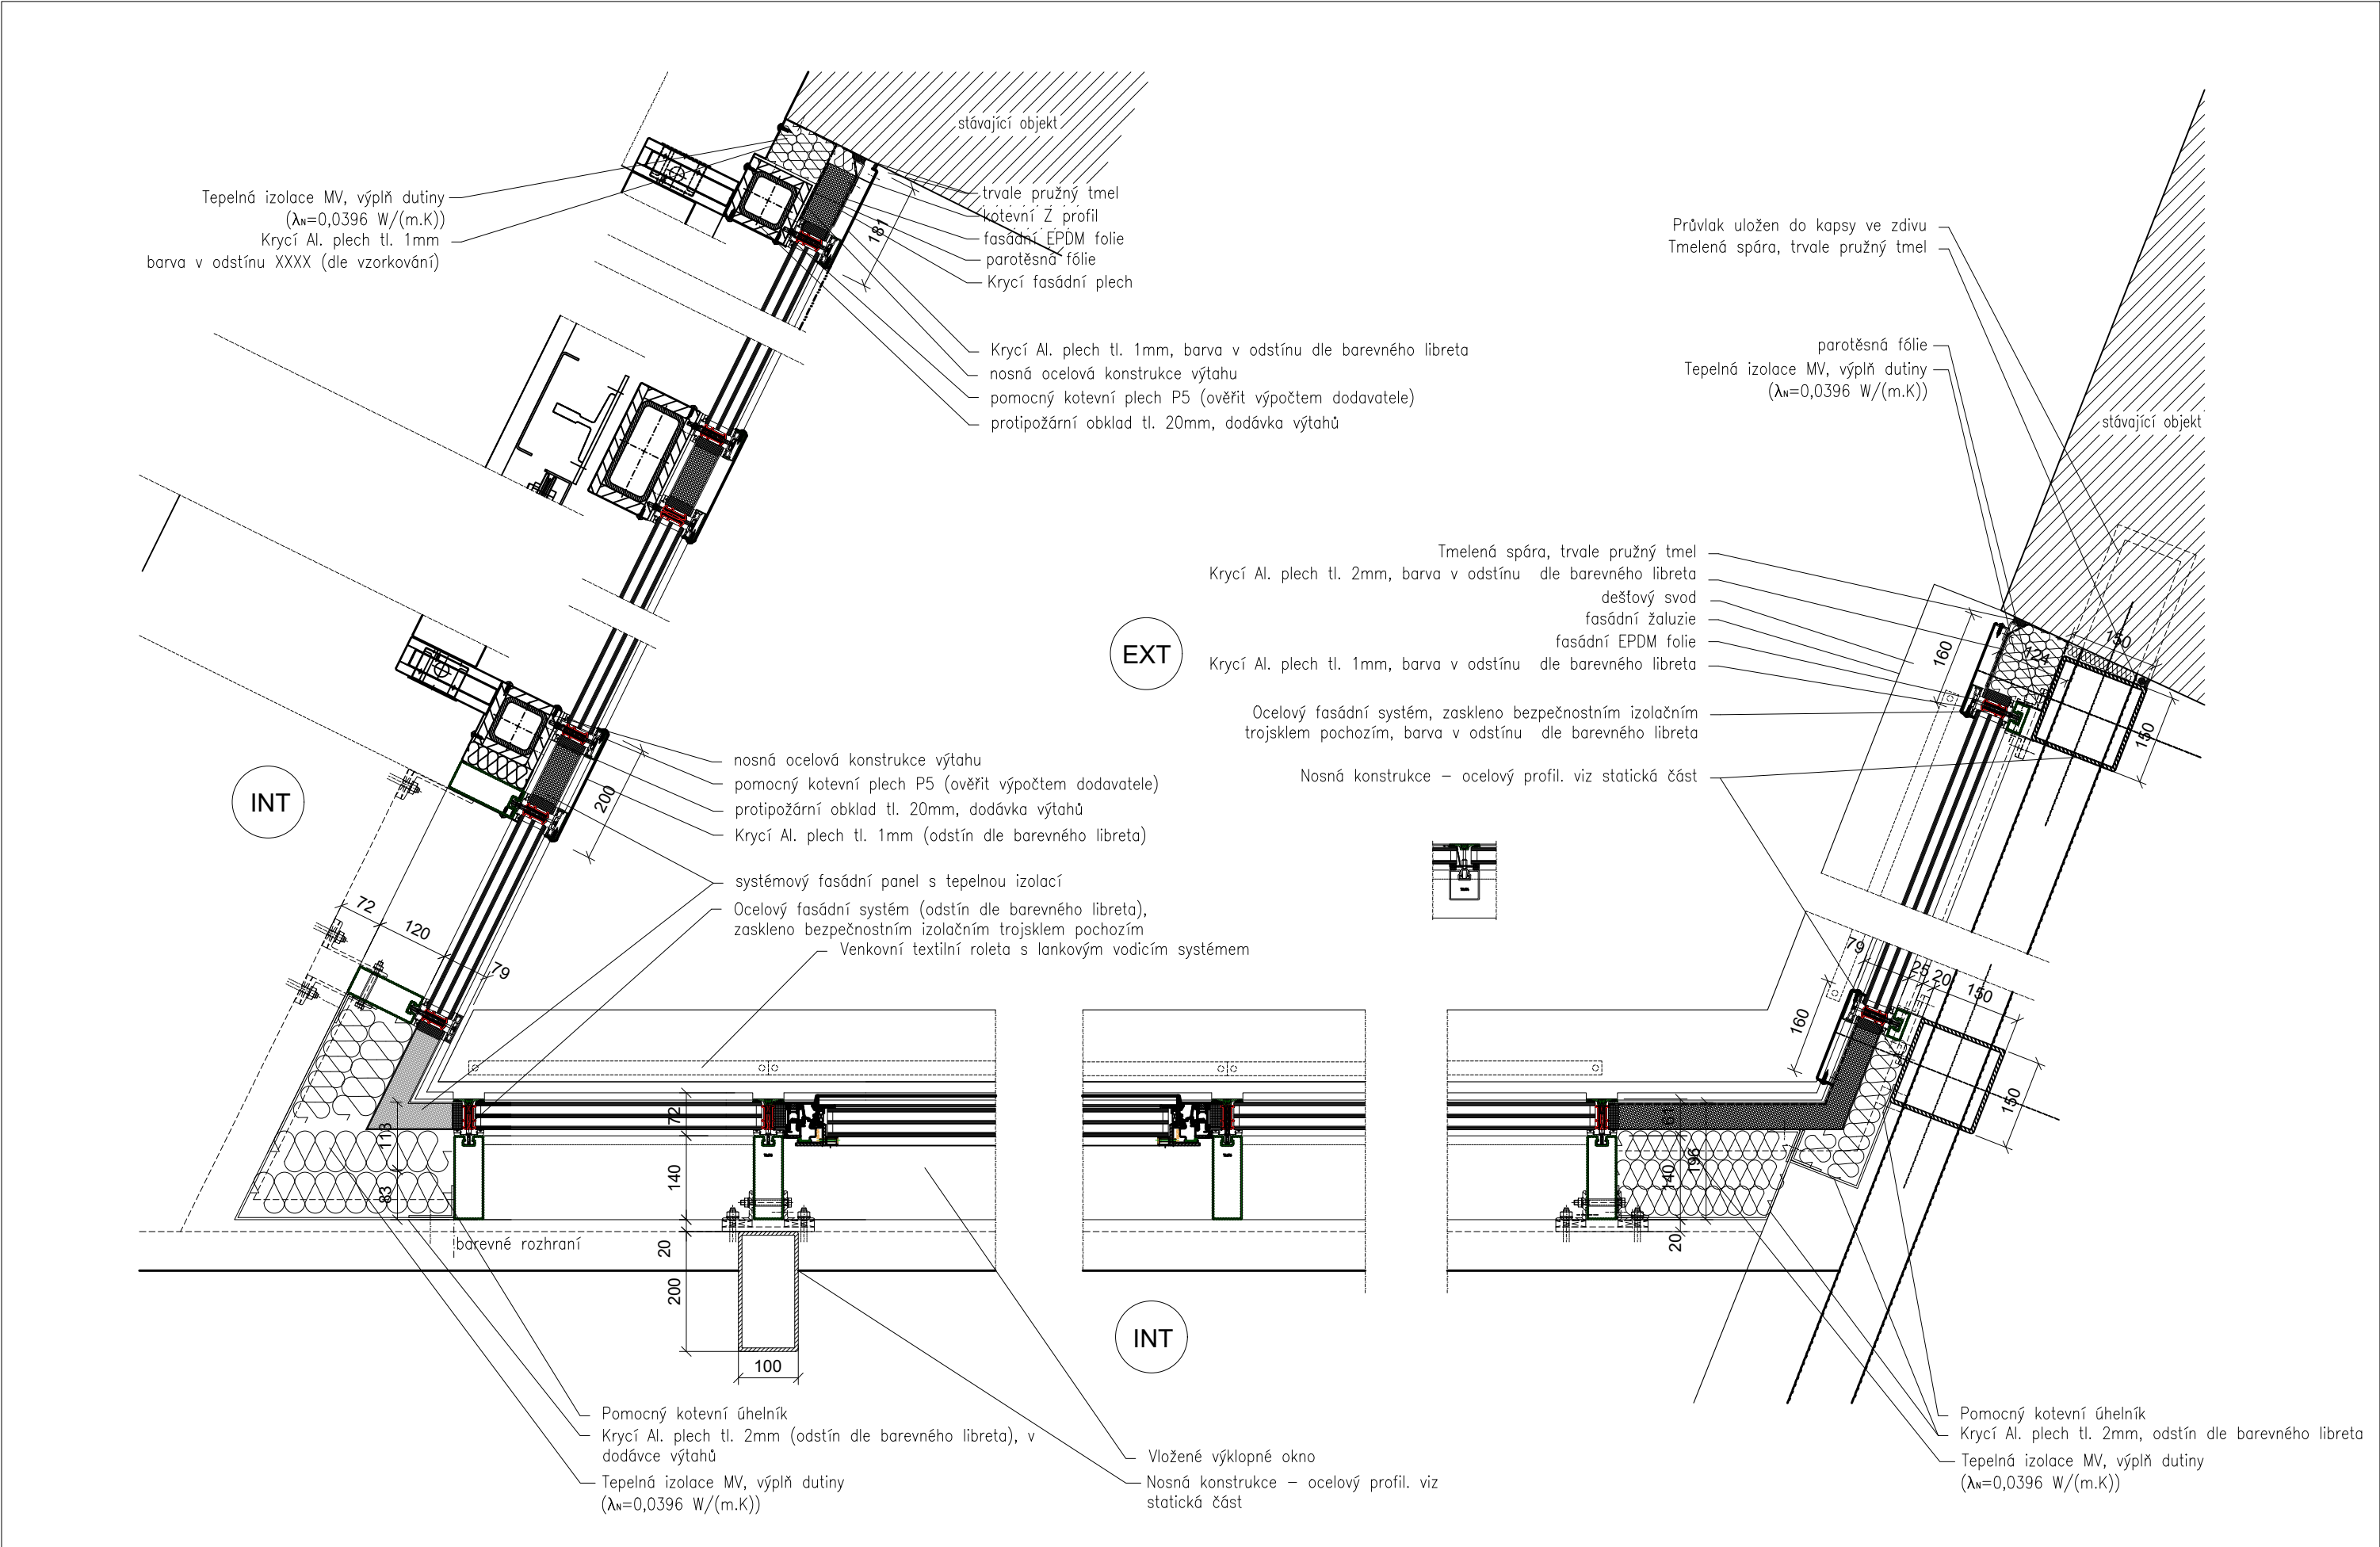 stávající objekt
Tepelná izolace MV, výplň dutiny
(λN=0,0396 W/(m.K))
Krycí Al. plech tl. 1mm
barva v odstínu XXXX (dle vzorkování)
trvale pružný tmel
kotevní Z profil
fasádní EPDM folie
parotěsná fólie
Krycí fasádní plech
181
Krycí Al. plech tl. 1mm, barva v odstínu dle barevného libreta
nosná ocelová konstrukce výtahu
pomocný kotevní plech P5 (ověřit výpočtem dodavatele)
protipožární obklad tl. 20mm, dodávka výtahů
Průvlak uložen do kapsy ve zdivu
Tmelená spára, trvale pružný tmel
parotěsná fólie
Tepelná izolace MV, výplň dutiny
(λN=0,0396 W/(m.K))
stávající objekt
Tmelená spára, trvale pružný tmel
Krycí Al. plech tl. 2mm, barva v odstínu dle barevného libreta
dešťový svod
fasádní žaluzie
fasádní EPDM folie
Krycí Al. plech tl. 1mm, barva v odstínu dle barevného libreta
Ocelový fasádní systém, zaskleno bezpečnostním izolačním
trojsklem pochozím, barva v odstínu dle barevného libreta
Nosná konstrukce – ocelový profil. viz statická část
EXT
160
124
150
150
INT
nosná ocelová konstrukce výtahu
pomocný kotevní plech P5 (ověřit výpočtem dodavatele)
protipožární obklad tl. 20mm, dodávka výtahů
Krycí Al. plech tl. 1mm (odstín dle barevného libreta)
200
systémový fasádní panel s tepelnou izolací
Ocelový fasádní systém (odstín dle barevného libreta),
zaskleno bezpečnostním izolačním trojsklem pochozím
Venkovní textilní roleta s lankovým vodicím systémem
72
120
79
79
25
20
150
160
150
113
83
72
140
20
200
100
61
140
196
20
barevné rozhraní
INT
Pomocný kotevní úhelník
Krycí Al. plech tl. 2mm (odstín dle barevného libreta), v
dodávce výtahů
Tepelná izolace MV, výplň dutiny
(λN=0,0396 W/(m.K))
Vložené výklopné okno
Nosná konstrukce – ocelový profil. viz
statická část
Pomocný kotevní úhelník
Krycí Al. plech tl. 2mm, odstín dle barevného libreta
Tepelná izolace MV, výplň dutiny
(λN=0,0396 W/(m.K))